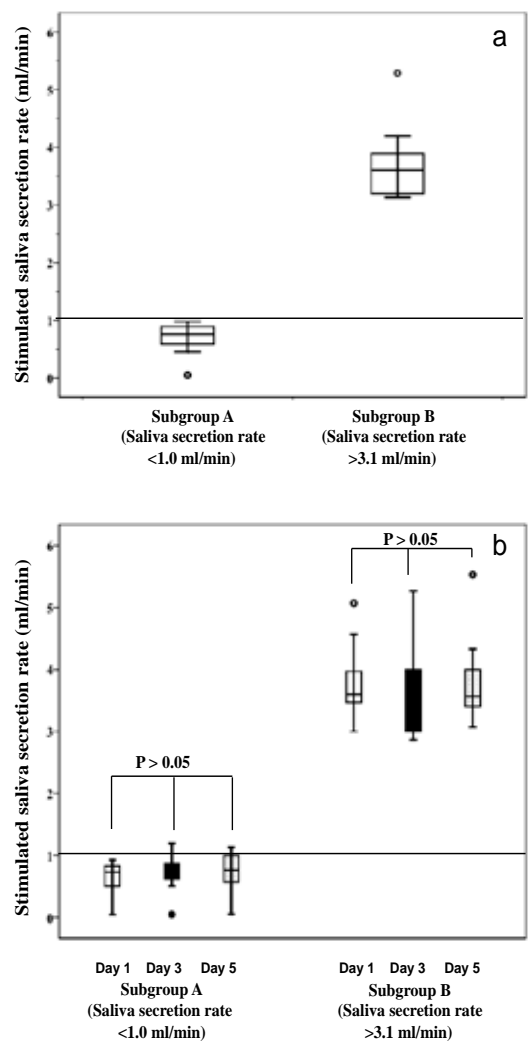 a
Stimulated saliva secretion rate (ml/min)
6
5
4
3
2
1
0
Subgroup A
(Saliva secretion rate
<1.0 ml/min)
Subgroup B
(Saliva secretion rate
>3.1 ml/min)
b
Stimulated saliva secretion rate (ml/min)
6
5
4
3
2
1
0
P > 0.05
P > 0.05
Day 1 Day 3 Day 5
Subgroup A
(Saliva secretion rate
<1.0 ml/min)
Day 1 Day 3 Day 5
Subgroup B
(Saliva secretion rate
>3.1 ml/min)